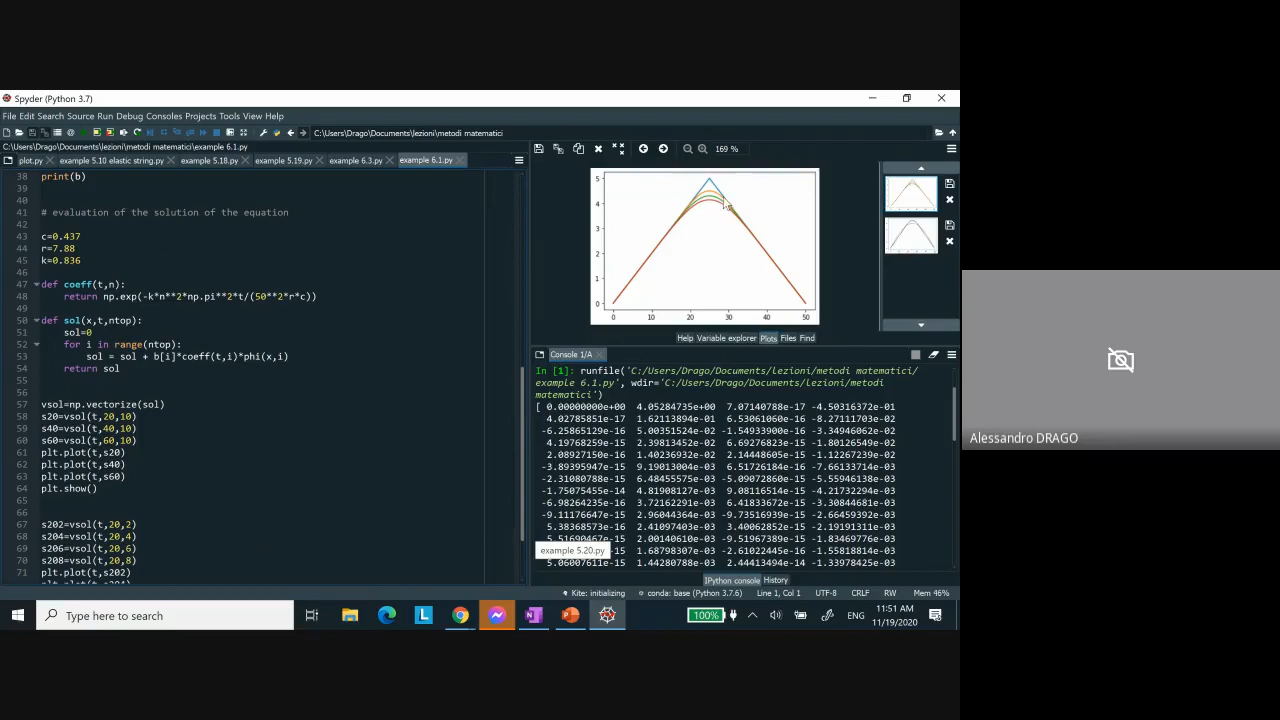 Spyder (Python 3.7)
File Edit Search Source Run Debug Consoles Projects Tools View Help
C:\Users\Drago\Documents\lezioni\metodi matematici
C:\Users\Drago\Documents\lezioni\metodi matematici\example 6.1.py
plot.py example 5.10 elastic string.py example 5.18.py example 5.19.py example 6.3.py example 6.1.py
38 print(b)
39
40
41 # evaluation of the solution of the equation
42
43 c=0.437
44 r=7.88
45 k=0.836
46
47 def coeff(t,n):
48 return np.exp(-k*n**2*np.pi**2*t/(50**2*r*c))
49
50 def sol(x,t,ntop):
51 sol=0
52 for i in range(ntop):
53 sol = sol + b[i]*coeff(t,i)*phi(x,i)
54 return sol
55
56
57 vsol=np.vectorize(sol)
58 s20=vsol(t,20,10)
59 s40=vsol(t,40,10)
60 s60=vsol(t,60,10)
61 plt.plot(t,s20)
62 plt.plot(t,s40)
63 plt.plot(t,s60)
64 plt.show()
65
66
67 s202=vsol(t,20,2)
68 s204=vsol(t,20,4)
69 s206=vsol(t,20,6)
70 s208=vsol(t,20,8)
71 plt.plot(t,s202)
169 %
5
4
3
2
1
0
0 10 20 30 40 50
Help Variable explorer Plots Files Find
Console 1/A
In [1]: runfile('C:/Users/Drago/Documents/lezioni/metodi matematici/
example 6.1.py', wdir='C:/Users/Drago/Documents/lezioni/metodi
matematici')
[ 0.00000000e+00 4.05284735e+00 7.07140788e-17 -4.50316372e-01
4.02785851e-17 1.62113894e-01 6.53061060e-16 -8.27111703e-02
-6.25865129e-16 5.00351524e-02 -1.54933900e-16 -3.34946062e-02
4.19768259e-15 2.39813452e-02 6.69276823e-15 -1.80126549e-02
2.08927150e-16 1.40236932e-02 2.14448605e-15 -1.12267239e-02
-3.89395947e-15 9.19013004e-03 6.51726184e-16 -7.66133714e-03
-2.31080788e-15 6.48455575e-03 -5.09072860e-15 -5.55946138e-03
-1.75075455e-14 4.81908127e-03 9.08116514e-15 -4.21732294e-03
-6.98264235e-16 3.72162291e-03 6.41833672e-15 -3.30844681e-03
-9.11176647e-15 2.96044364e-03 -9.73516939e-15 -2.66459392e-03
5.38368573e-16 2.41097403e-03 3.40062652e-15 -2.19191311e-03
5.51690467e-15 2.00140610e-03 -9.51967389e-15 -1.83469776e-03
1.68798307e-03 -2.61022445e-16 -1.55818814e-03
5.06007611e-15 1.44280788e-03 2.44413494e-14 -1.33978425e-03
example 5.20.py
IPython console History
Kite: initializing conda: base (Python 3.7.6) Line 1, Col 1 UTF-8 CRLF RW Mem 46%
Type here to search
100%
ENG
11:51 AM
11/19/2020
Alessandro DRAGO